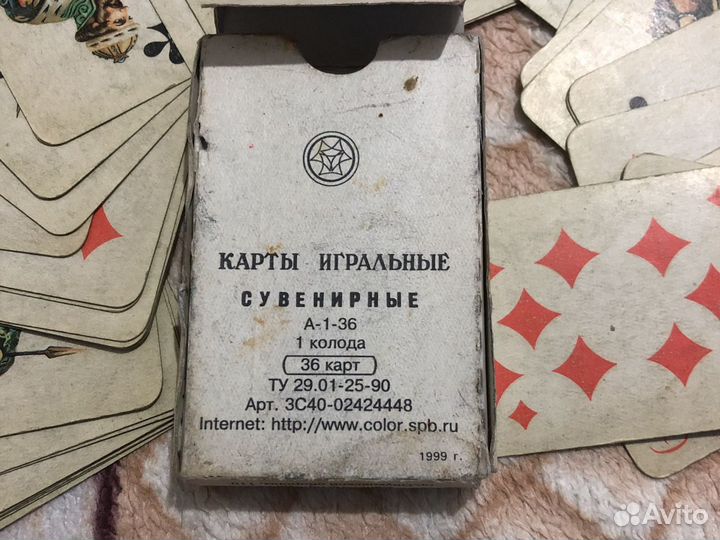 КАРТЫ ИГРАЛЬНЫЕ
СУВЕНИРНЫЕ
А-1-36
1 колода
36 карт
ТУ 29.01-25-90
Арт. ЗС40-02424448
Internet: http://www.color.spb.ru
1999 г.
Avito